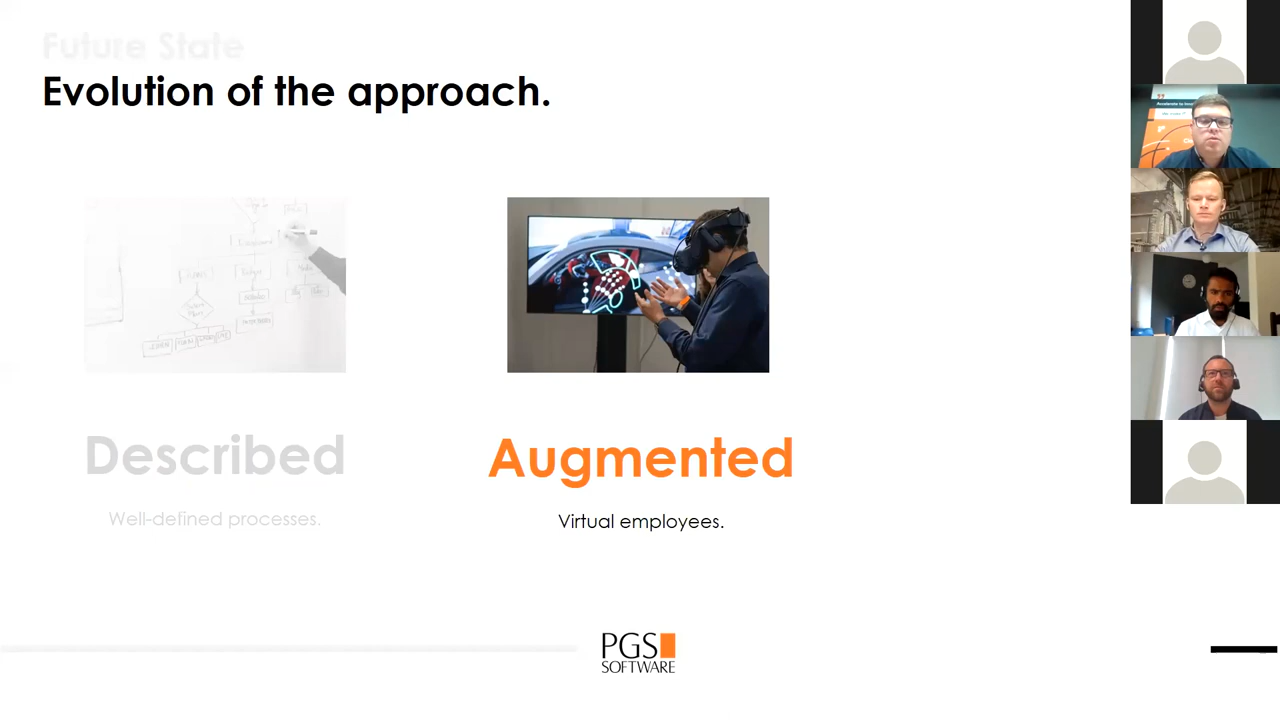 Future State
Evolution of the approach.
Described
Well-defined processes.
Augmented
Virtual employees.
PGS
SOFTWARE